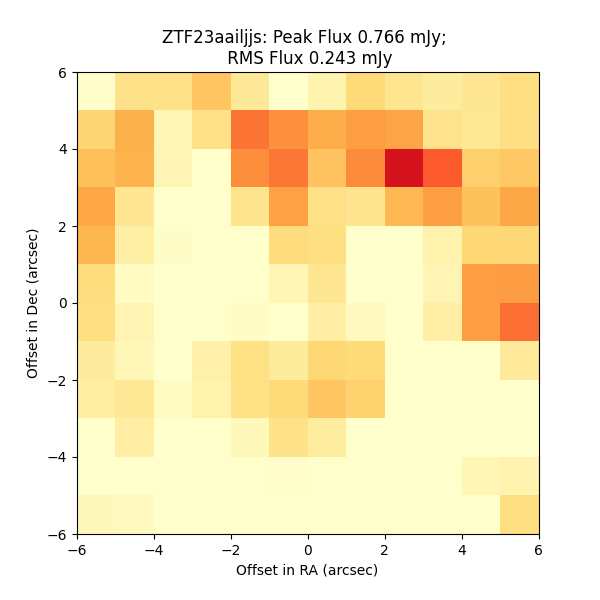 ZTF23aailjjs: Peak Flux 0.766 mJy;
RMS Flux 0.243 mJy
6
4
2
0
−2
−4
−6
Offset in Dec (arcsec)
−6 −4 −2 0 2 4 6
Offset in RA (arcsec)